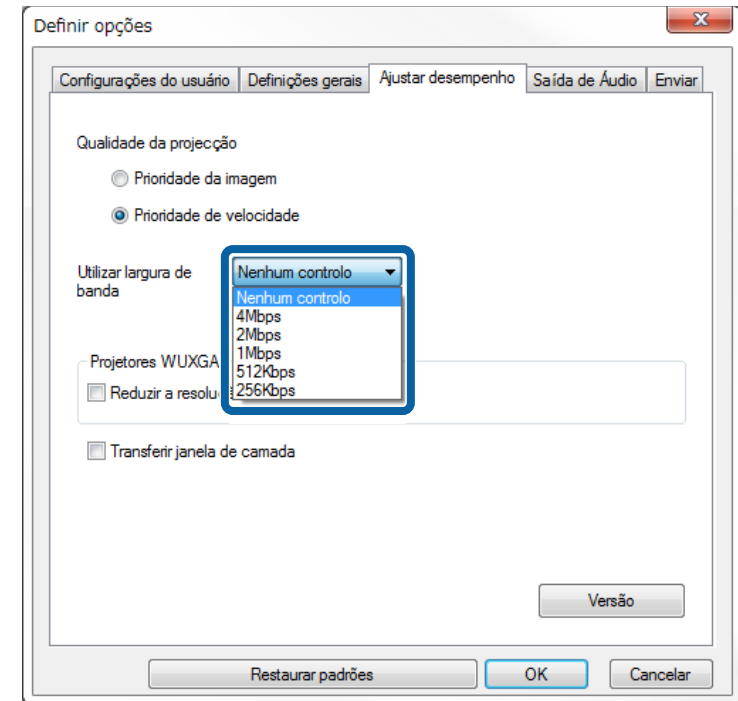 Definir opções
Configurações do usuário
Definições gerais
Ajustar desempenho
Saída de Áudio
Enviar
Qualidade da projecção
Prioridade da imagem
Prioridade de velocidade
Utilizar largura de
banda
Nenhum controlo
Nenhum controlo
4Mbps
2Mbps
1Mbps
512Kbps
256Kbps
Projetores WUXGA
Reduzir a
Transferir janela de camada
Versão
Restaurar padrões
OK
Cancelar